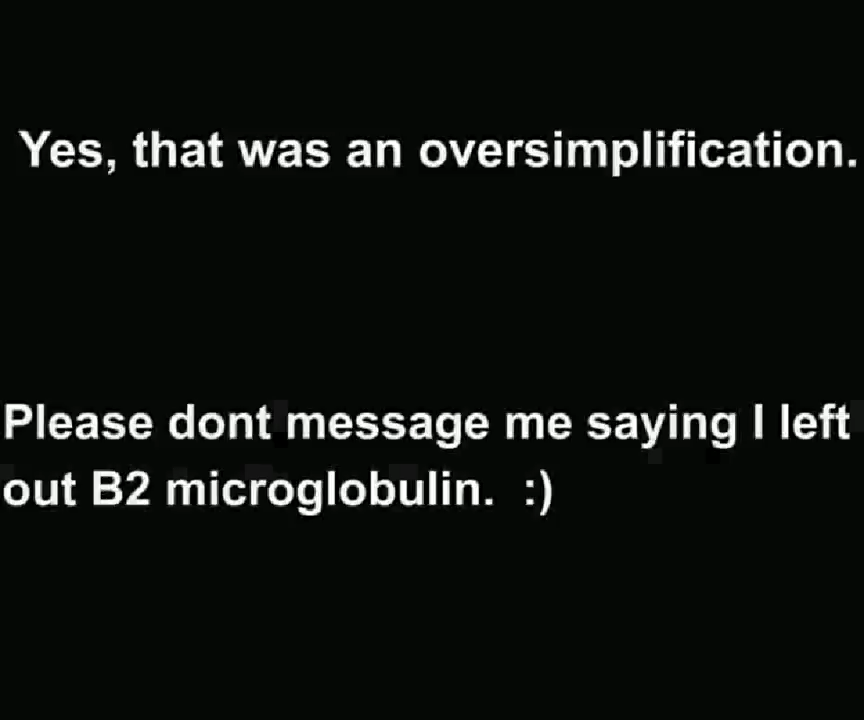 Yes, that was an oversimplification.
Please dont message me saying I left
out B2 microglobulin.  :)